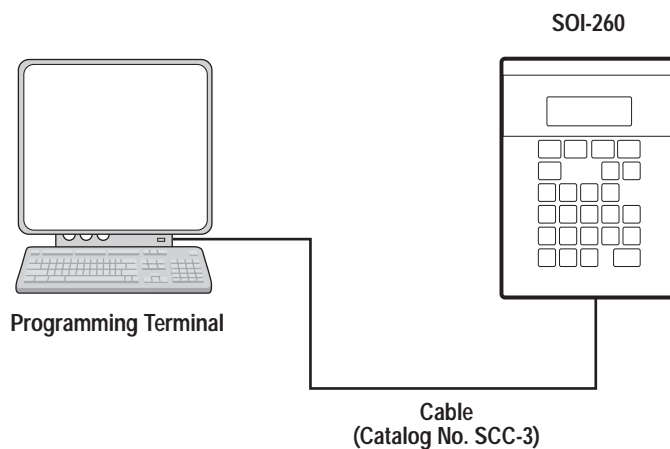 SOI-260
Programming Terminal
Cable
(Catalog No. SCC-3)